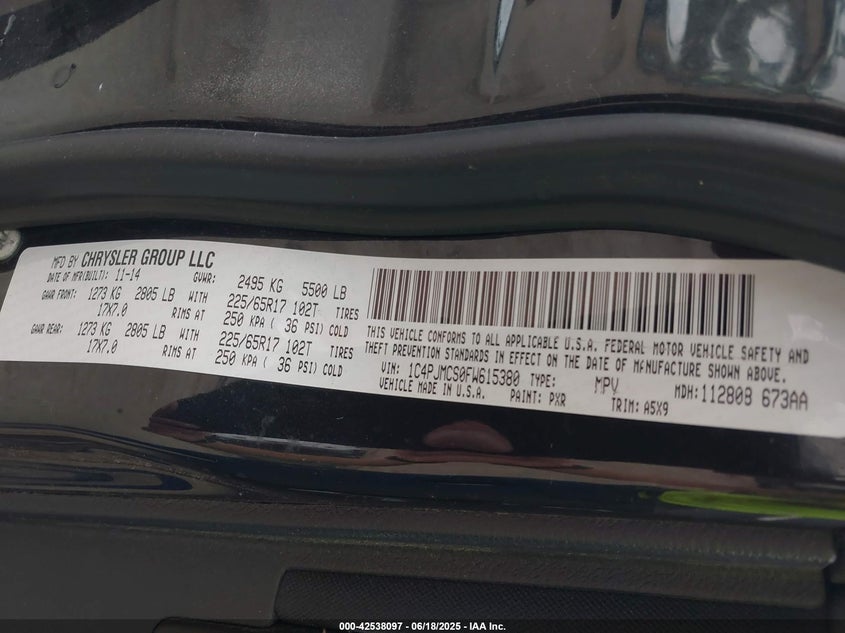 MFD BY CHRYSLER GROUP LLC
DATE OF MFR(BUILT): 11-14 GVWR: 2495 KG 5500 LB
GAWR FRONT: 1273 KG 2805 LB WITH 225/65R17 102T TIRES
17X7.0 RIMS AT 250 KPA ( 36 PSI) COLD
GAWR REAR: 1273 KG 2805 LB WITH 225/65R17 102T TIRES
17X7.0 RIMS AT 250 KPA ( 36 PSI) COLD
THIS VEHICLE CONFORMS TO ALL APPLICABLE U.S.A. FEDERAL MOTOR VEHICLE SAFETY AND
THEFT PREVENTION STANDARDS IN EFFECT ON THE DATE OF MANUFACTURE SHOWN ABOVE.
VIN: 1C4PJMCS0FW615380 TYPE: MPV MDH: 112808 673AA
VEHICLE MADE IN U.S.A. PAINT: PXR TRIM: A5X9
000-42538097 - 06/18/2025 - IAA Inc.